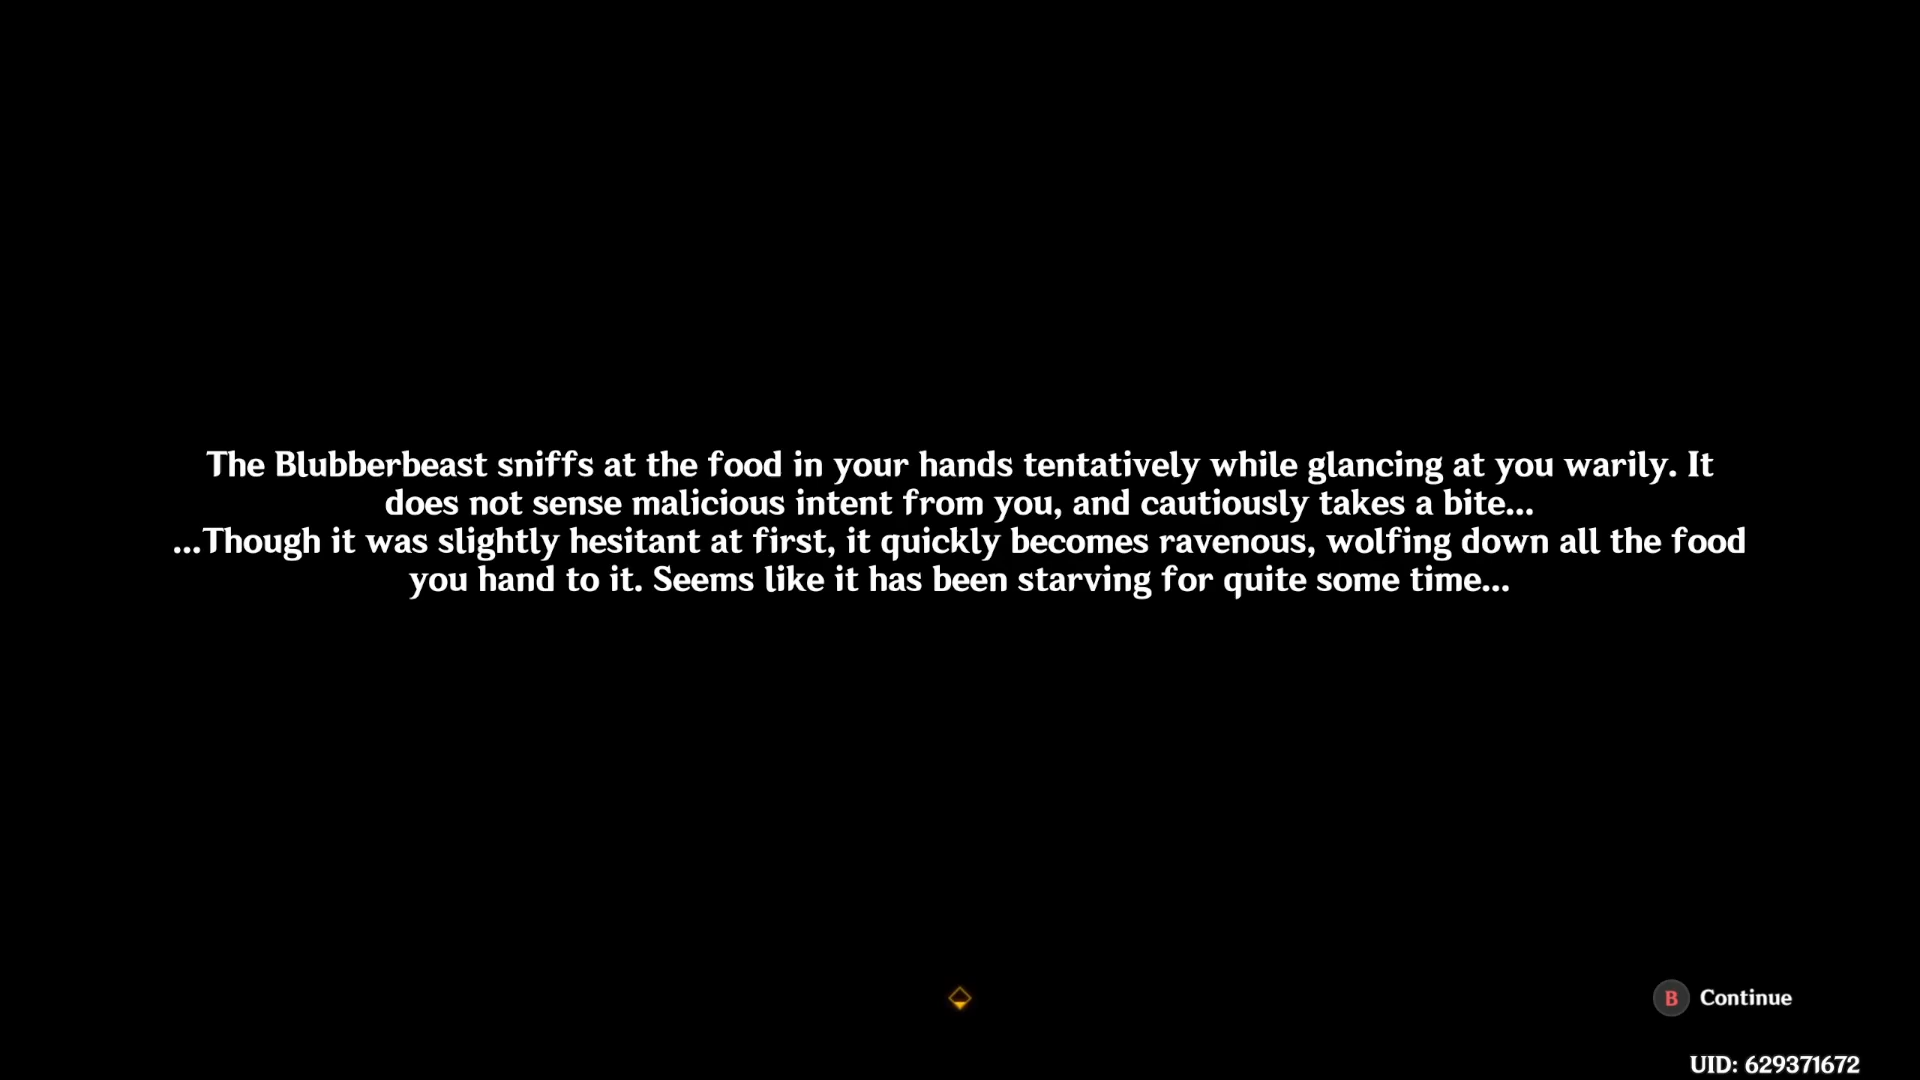 The Blubberbeast sniffs at the food in your hands tentatively while glancing at you warily. It
does not sense malicious intent from you, and cautiously takes a bite...
...Though it was slightly hesitant at first, it quickly becomes ravenous, wolfing down all the food
you hand to it. Seems like it has been starving for quite some time...
B Continue
UID: 629371672